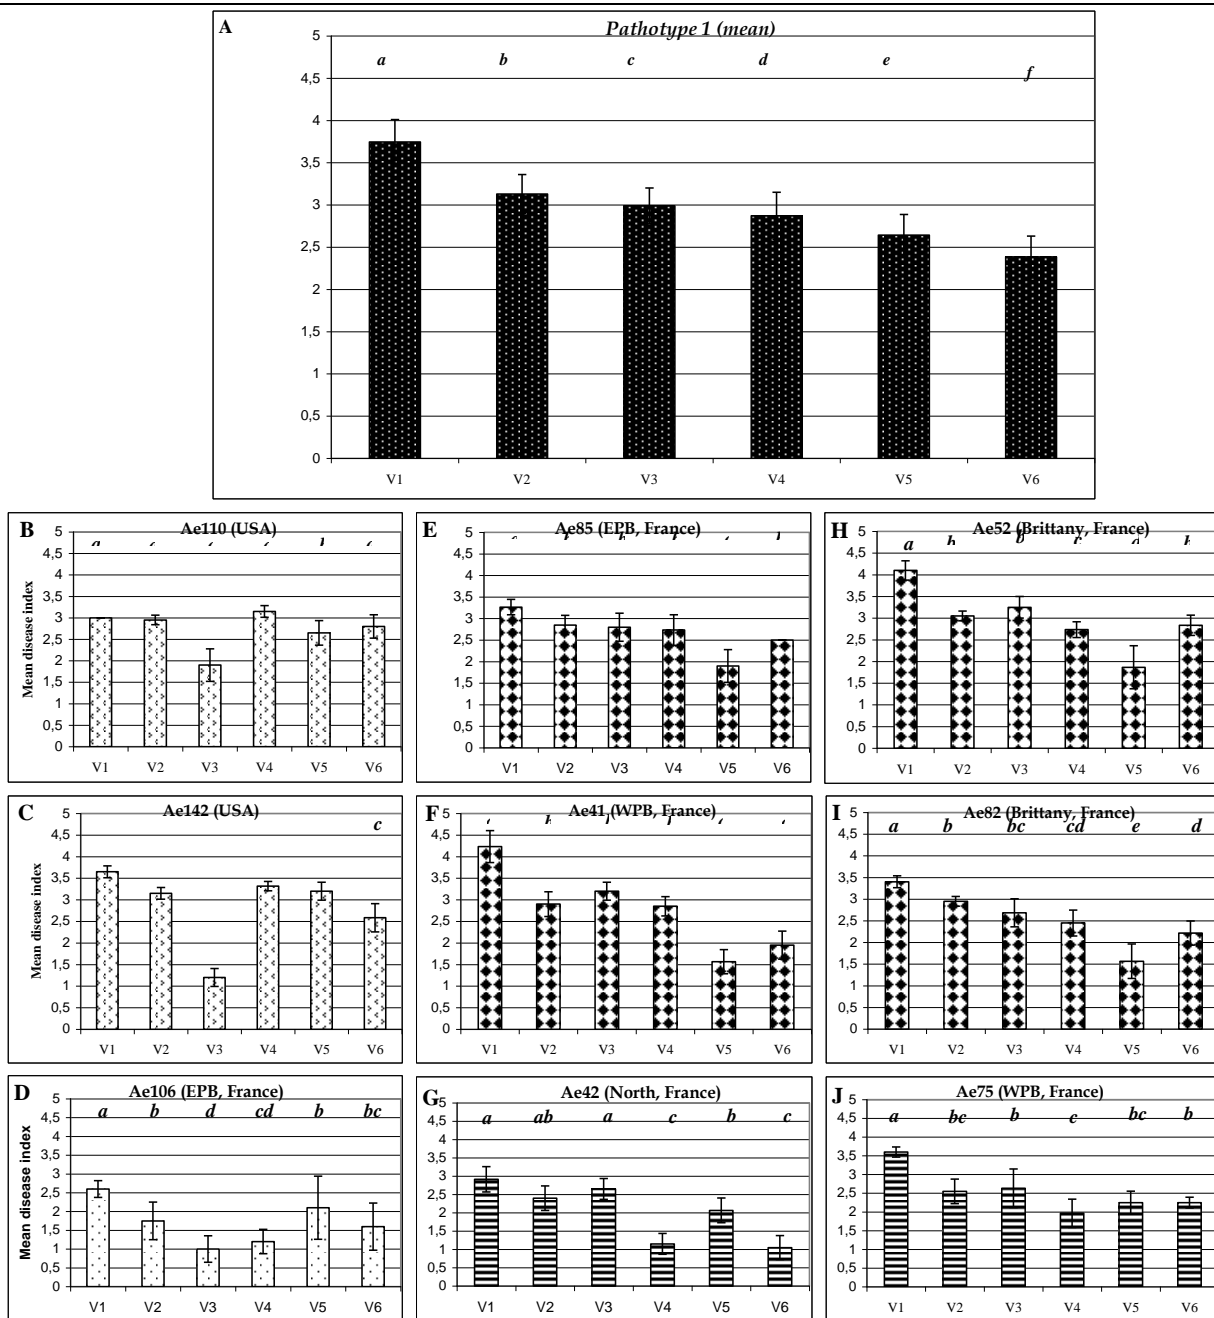 A
Pathotype 1 (mean)
5
a b c d e f
4,5
4
3,5
3
2,5
2
1,5
1
0,5
0
V1 V2 V3 V4 V5 V6
B
Ae110 (USA)
Mean disease index
5
4,5
4
3,5
3
2,5
2
1,5
1
0,5
0
V1 V2 V3 V4 V5 V6
E
Ae85 (EPB, France)
5
4,5
4
3,5
3
2,5
2
1,5
1
0,5
0
V1 V2 V3 V4 V5 V6
H
Ae52 (Brittany, France)
5
a
4,5
4
3,5
3
2,5
2
1,5
1
0,5
0
V1 V2 V3 V4 V5 V6
C
Ae142 (USA)
Mean disease index
5
c
4,5
4
3,5
3
2,5
2
1,5
1
0,5
0
V1 V2 V3 V4 V5 V6
F
Ae41 (WPB, France)
5
4,5
4
3,5
3
2,5
2
1,5
1
0,5
0
V1 V2 V3 V4 V5 V6
I
Ae82 (Brittany, France)
5
a b bc cd e d
4,5
4
3,5
3
2,5
2
1,5
1
0,5
0
V1 V2 V3 V4 V5 V6
D
Ae106 (EPB, France)
Mean disease index
5
a b d cd b bc
4,5
4
3,5
3
2,5
2
1,5
1
0,5
0
V1 V2 V3 V4 V5 V6
G
Ae42 (North, France)
5
a ab a c b c
4,5
4
3,5
3
2,5
2
1,5
1
0,5
0
V1 V2 V3 V4 V5 V6
J
Ae75 (WPB, France)
5
a bc b c bc b
4,5
4
3,5
3
2,5
2
1,5
1
0,5
0
V1 V2 V3 V4 V5 V6